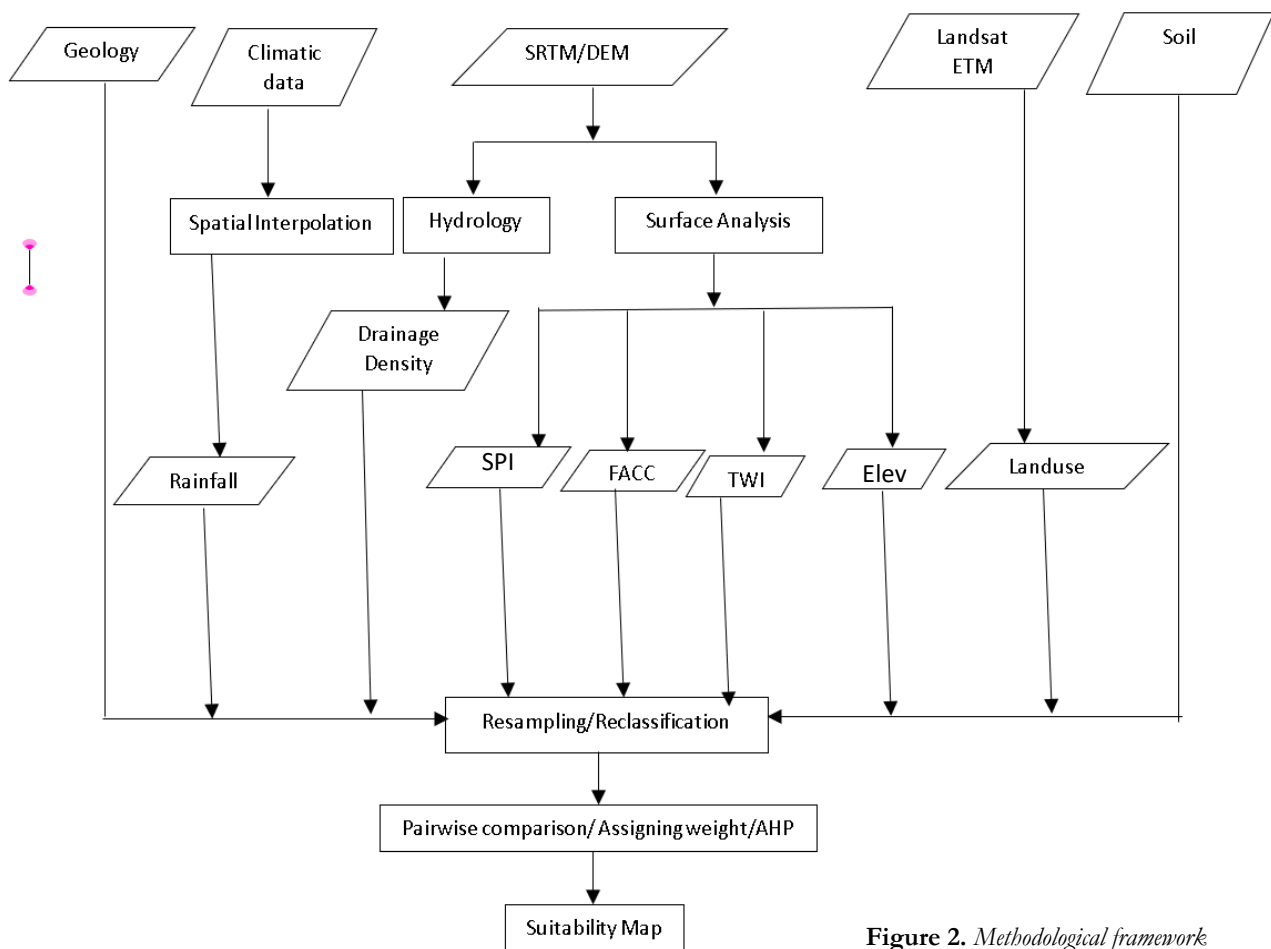 Geology
Climatic
data
SRTM/DEM
Landsat
ETM
Soil
Spatial Interpolation
Hydrology
Surface Analysis
Drainage
Density
Rainfall
SPI
FACC
TWI
Elev
Landuse
Resampling/Reclassification
Pairwise comparison/ Assigning weight/AHP
Suitability Map
Figure 2. Methodological framework